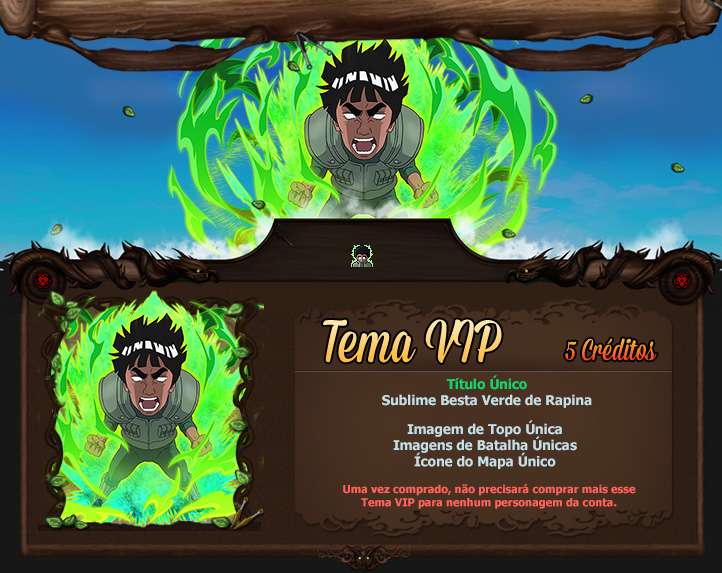 Tema VIP
5 Créditos
Título Único
Sublime Besta Verde de Rapina
Imagem de Topo Única
Imagens de Batalha Únicas
Ícone do Mapa Único
Uma vez comprado, não precisará comprar mais esse
Tema VIP para nenhum personagem da conta.